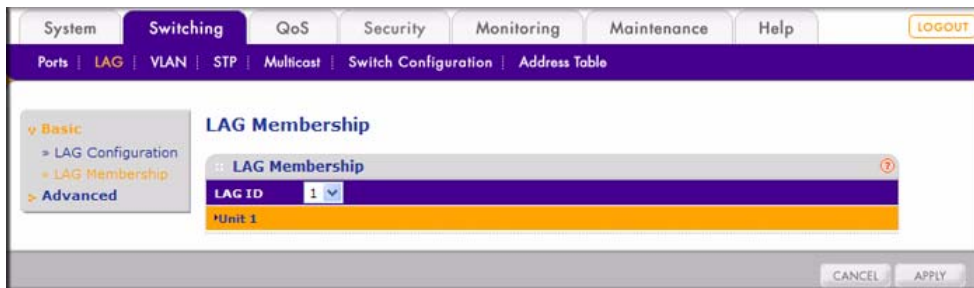 System Switching QoS Security Monitoring Maintenance Help LOGOUT
Ports | LAG | VLAN | STP | Multicast | Switch Configuration | Address Table
Basic
» LAG Configuration
» LAG Membership
Advanced
LAG Membership
LAG Membership ?
LAG ID 1
Unit 1
CANCEL APPLY